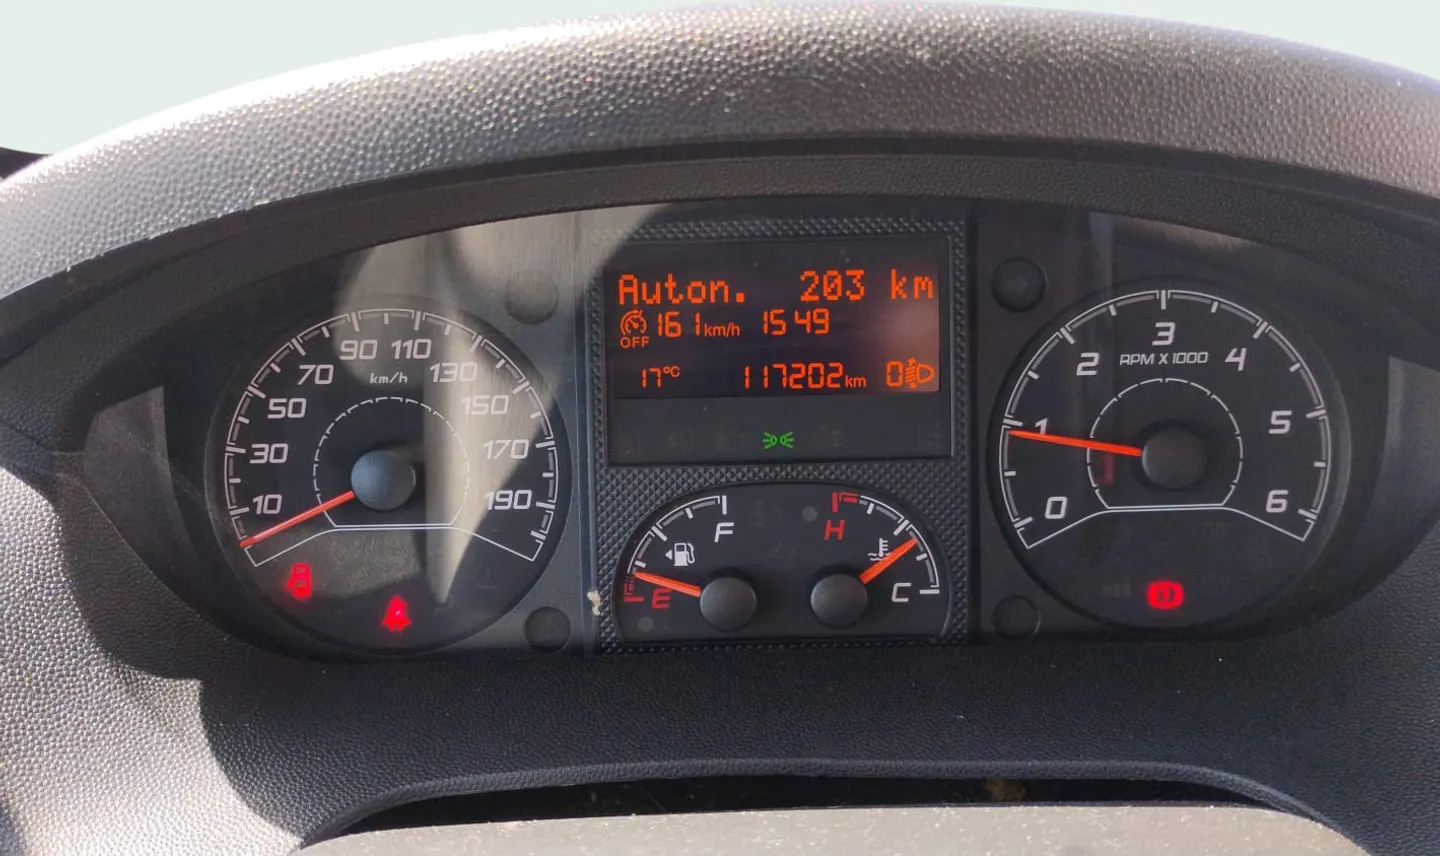 Auton. 203 km
OFF 161 km/h 15 49
17°C 117202 km 0
10 30 50 70 90 110 130 150 170 190
km/h
F
E
H
C
0 1 2 3 4 5 6
RPM X 1000